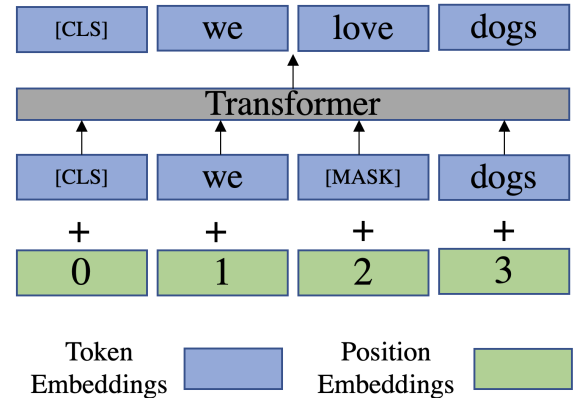 [CLS] we love dogs
Transformer
[CLS] we [MASK] dogs
+ + + +
0 1 2 3
Token Embeddings
Position Embeddings